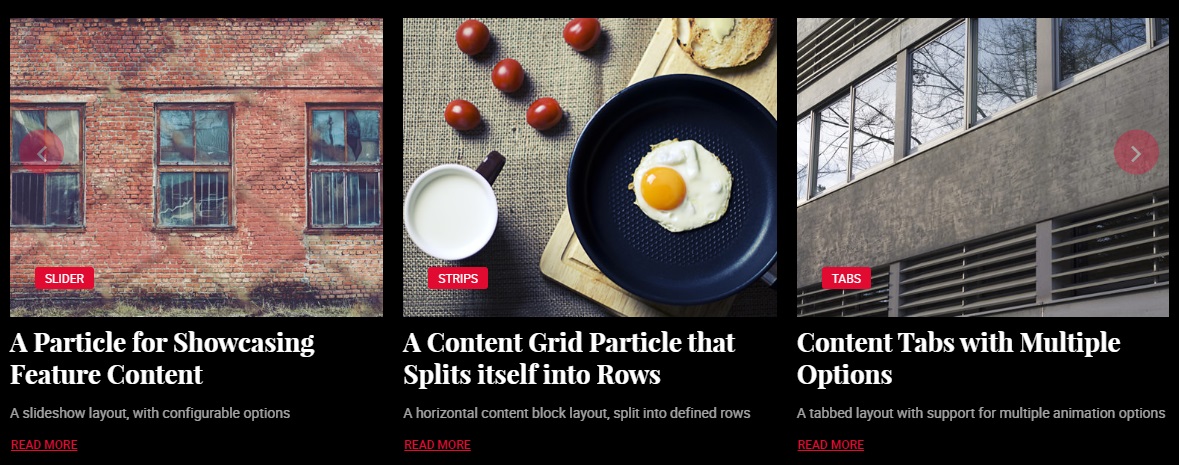 SLIDER
A Particle for Showcasing
Feature Content
A slideshow layout, with configurable options
READ MORE
STRIPS
A Content Grid Particle that
Splits itself into Rows
A horizontal content block layout, split into defined rows
READ MORE
TABS
Content Tabs with Multiple
Options
A tabbed layout with support for multiple animation options
READ MORE